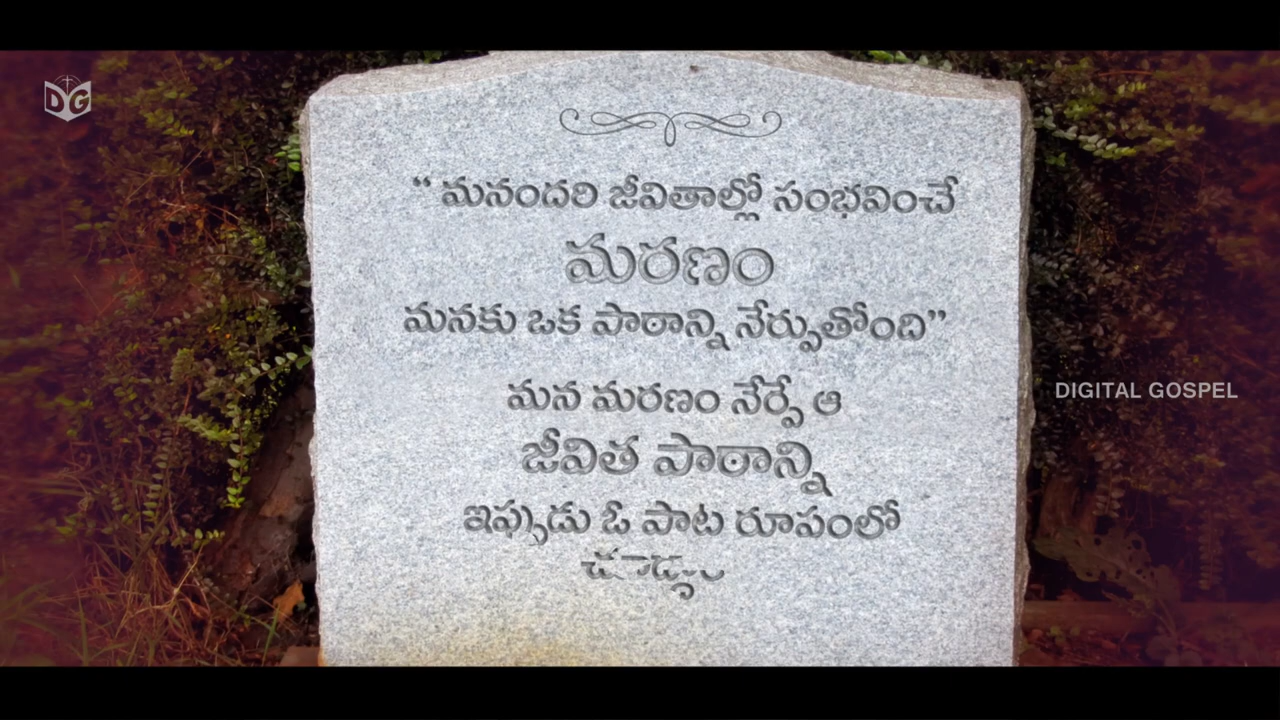 DG
“ మనందరి జీవితాల్లో సంభవించే
మరణం
మనకు ఒక పాఠాన్ని నేర్పుతోంది”
మన మరణం నేర్పే ఆ
జీవిత పాఠాన్ని
ఇప్పుడు ఓ పాట రూపంలో
DIGITAL GOSPEL